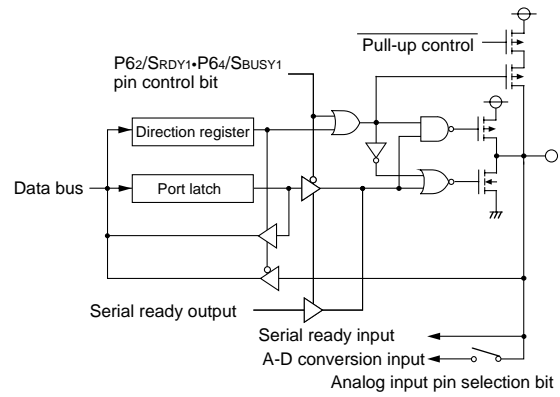 Pull-up control
P62/SRDY1•P64/SBUSY1
pin control bit
Direction register
Data bus
Port latch
Serial ready output
Serial ready input
A-D conversion input
Analog input pin selection bit